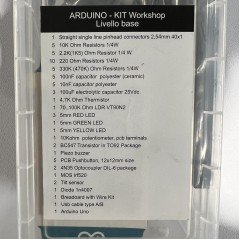 ARDUINO - KIT Workshop
Livello base
1 Straight single line pinhead connectors 2,54mm 40x1
5 10K Ohm Resistors 1/4W
5 2,2K(1K5) Ohm Resistor 1/4 W
10 220 Ohm Resistors 1/4W
5 330K (470K) Ohm Resistors 1/4W
5 100nF capacitor polyester (ceramic)
5 10nF capacitor polyester
3 100uF electrolytic capacitor 25Vdc
1 4,7K Ohm Thermistor
1 70..100K Ohm LDR VT90N2
3 5mm RED LED
1 5mm GREEN LED
1 5mm YELLOW LED
1 10Kohm potentiometer, pcb terminals
2 BC547 Transistor in TO92 Package
1 Piezo buzzer
5 PCB Pushbutton, 12x12mm size
2 4N35 Optocoupler DIL-6 package
2 MOS Irf520
2 Tilt sensor
1 Diode 1n4007
1 Breadboard with Wire Kit
1 Usb cable type A/B
1 Arduino Uno